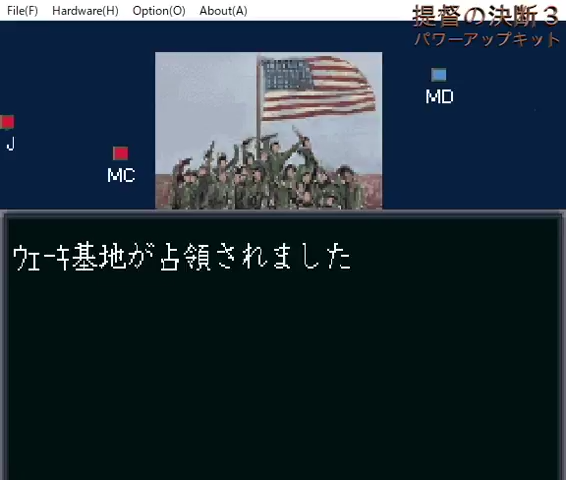 File(F) Hardware(H) Option(O) About(A)
提督の決断3
パワーアップキット
MD
J
MC
ウェーキ基地が占領されました